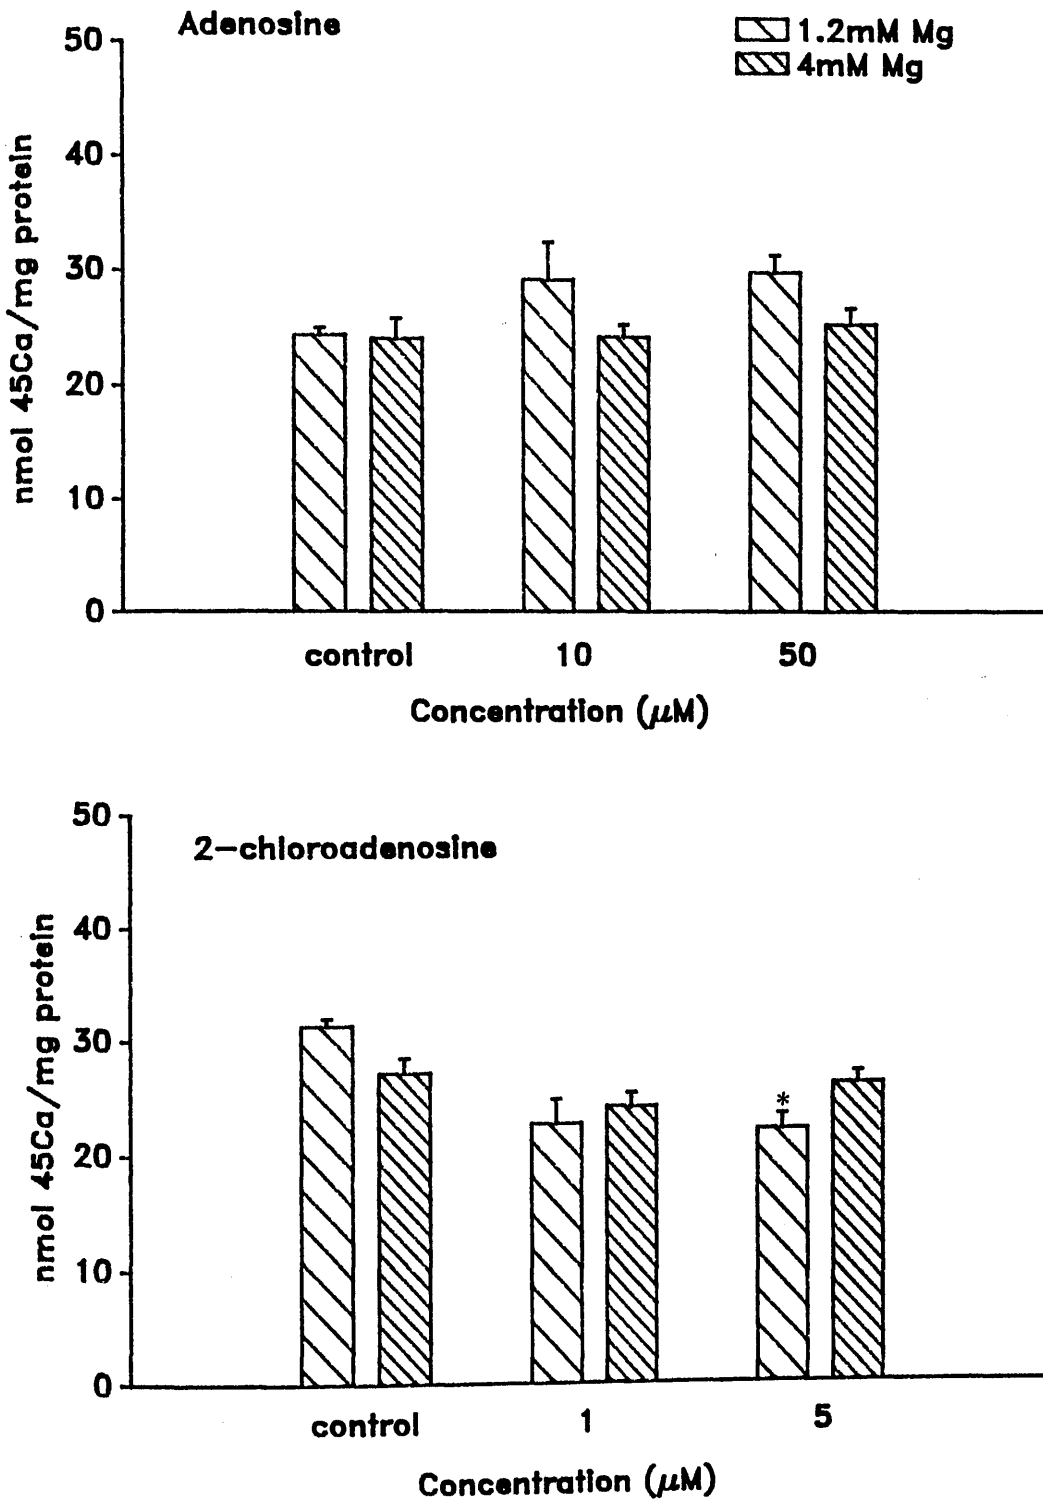 Adenosine
1.2mM Mg
4mM Mg
50
40
30
20
10
0
nmol 45Ca/mg protein
control 10 50
Concentration (μM)
2-chloroadenosine
50
40
30
20
10
0
nmol 45Ca/mg protein
*
control 1 5
Concentration (μM)